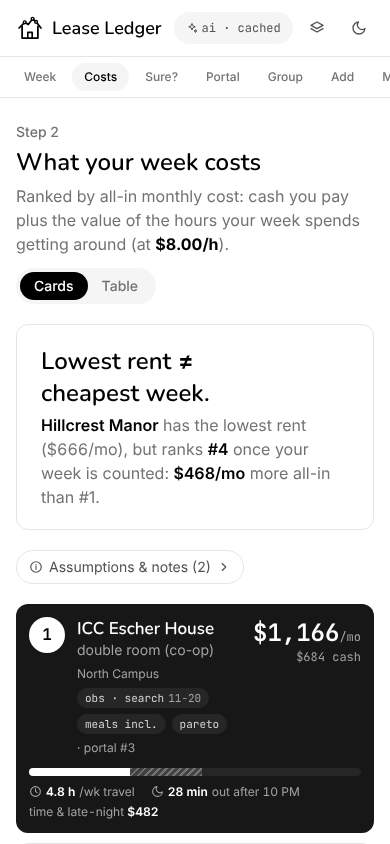 Lease Ledger
ai · cached
Week Costs Sure? Portal Group Add
Step 2
What your week costs
Ranked by all-in monthly cost: cash you pay
plus the value of the hours your week spends
getting around (at $8.00/h).
Cards Table
Lowest rent ≠
cheapest week.
Hillcrest Manor has the lowest rent
($666/mo), but ranks #4 once your
week is counted: $468/mo more all-in
than #1.
Assumptions & notes (2)
1
ICC Escher House
$1,166/mo
double room (co-op)
$684 cash
North Campus
obs · search 11-20
meals incl. pareto
· portal #3
4.8 h /wk travel 28 min out after 10 PM
time & late-night $482